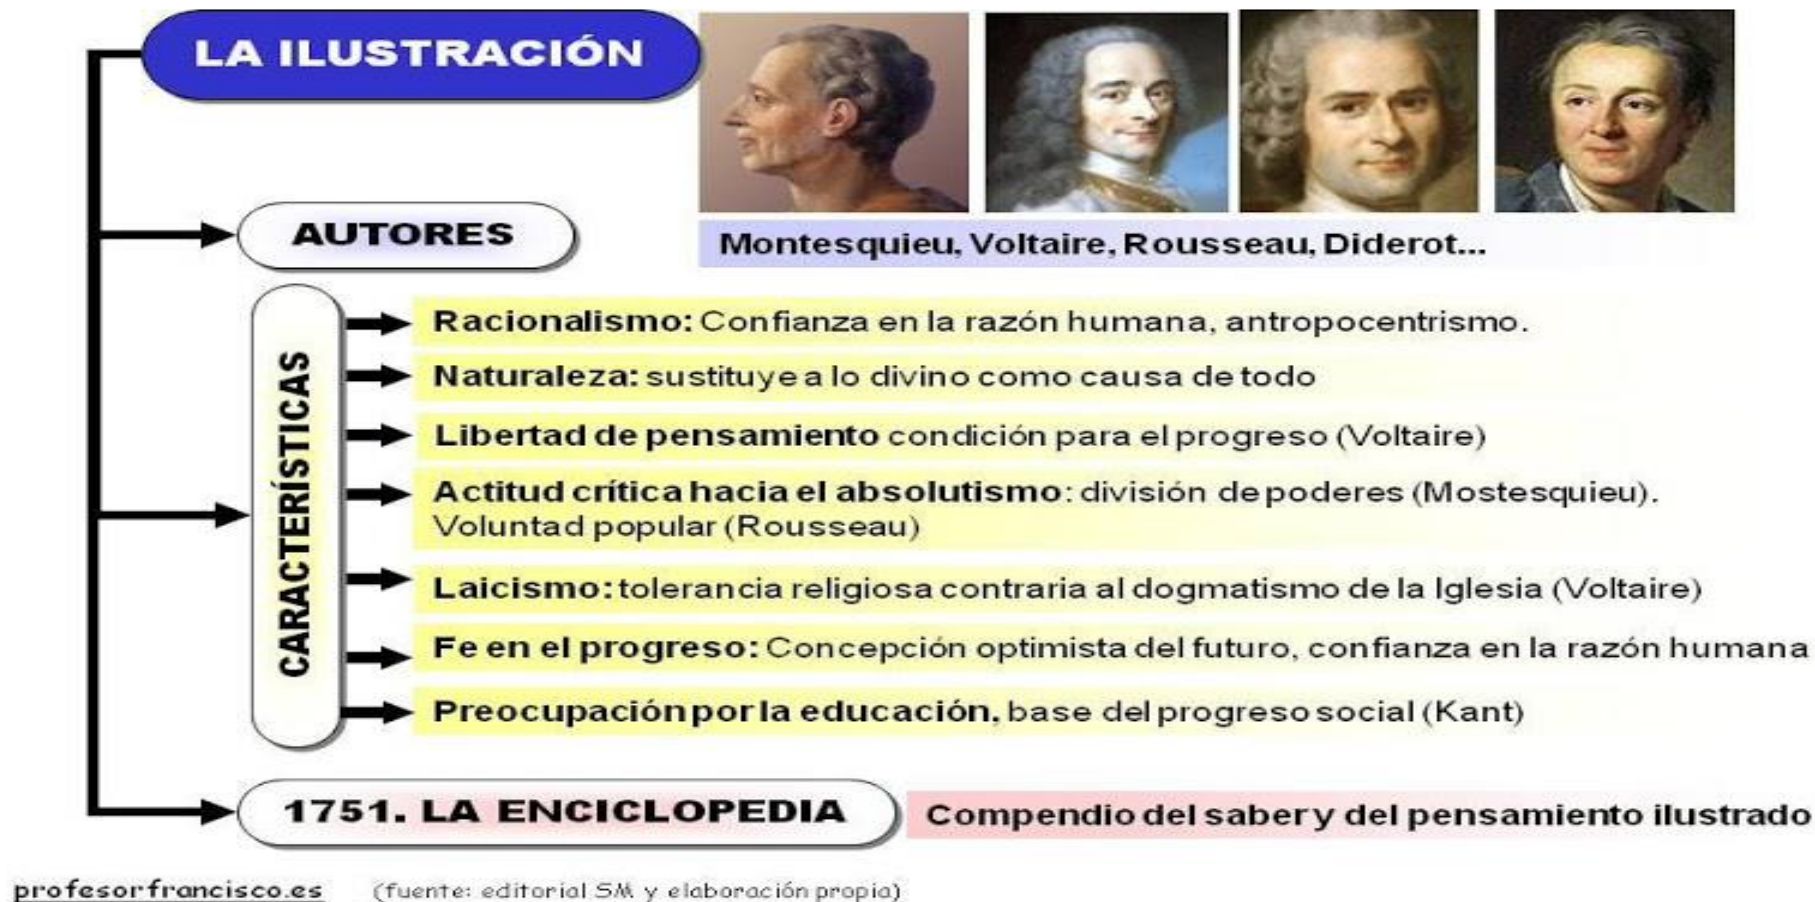 LA ILUSTRACIÓN
AUTORES
Montesquieu, Voltaire, Rousseau, Diderot...
CARACTERÍSTICAS
Racionalismo: Confianza en la razón humana, antropocentrismo.
Naturaleza: sustituye a lo divino como causa de todo
Libertad de pensamiento condición para el progreso (Voltaire)
Actitud crítica hacia el absolutismo: división de poderes (Mostesquieu).
Voluntad popular (Rousseau)
Laicismo: tolerancia religiosa contraria al dogmatismo de la Iglesia (Voltaire)
Fe en el progreso: Concepción optimista del futuro, confianza en la razón humana
Preocupación por la educación, base del progreso social (Kant)
1751. LA ENCICLOPEDIA
Compendio del saber y del pensamiento ilustrado
profesorfrancisco.es (fuente: editorial SM y elaboración propia)